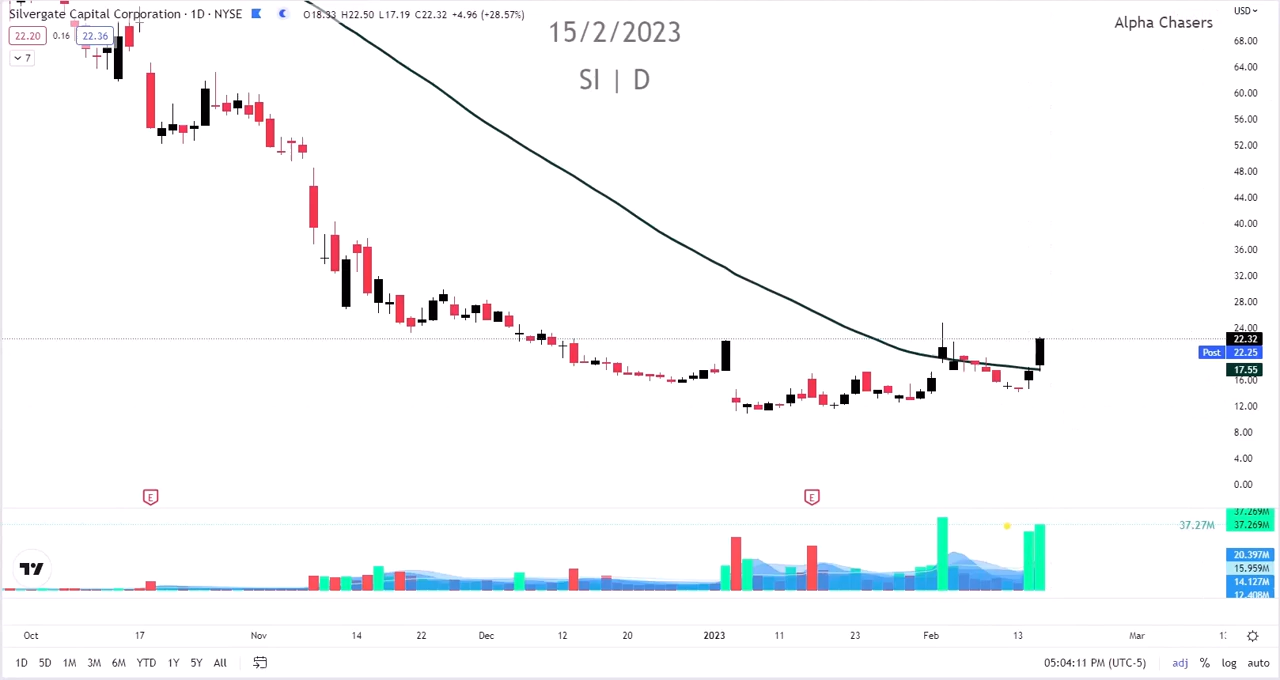 Silvergate Capital Corporation · 1D · NYSE O18.33 H22.50 L17.19 C22.32 +4.96 (+28.57%)
22.20 0.16 22.36
7
15/2/2023
SI | D
Alpha Chasers
USD
68.00
64.00
60.00
56.00
52.00
48.00
44.00
40.00
36.00
32.00
28.00
24.00
22.32
Post 22.25
17.55
16.00
12.00
8.00
4.00
0.00
E
E
37.269M
37.27M 37.269M
20.397M
15.959M
14.127M
12.408M
Oct 17 Nov 14 22 Dec 12 20 2023 11 23 Feb 13 Mar
1D 5D 1M 3M 6M YTD 1Y 5Y All 05:04:11 PM (UTC-5) adj % log auto